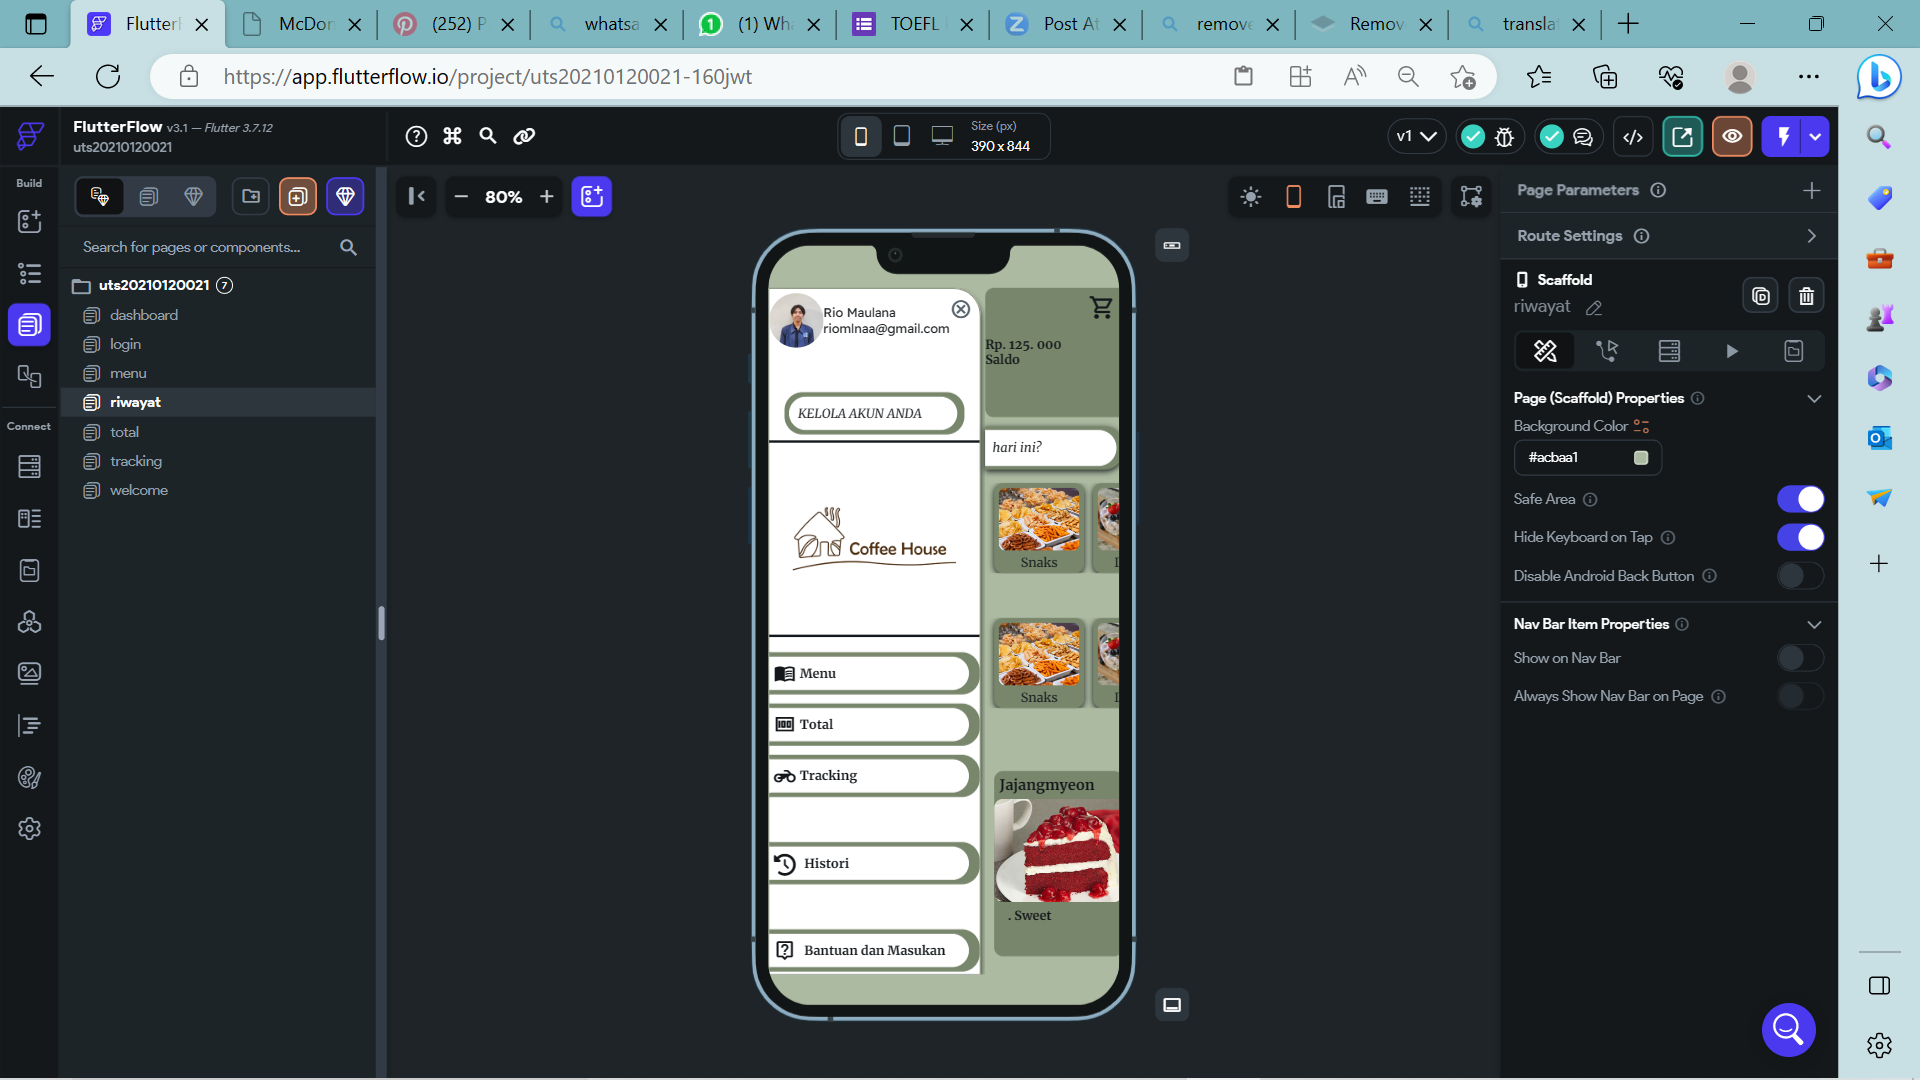 Flutter
McDon
(252) P
whatsa
(1) Wha
TOEFL
Post At
remove
Remov
transla
https://app.flutterflow.io/project/uts20210120021-160jwt
FlutterFlow v3.1 — Flutter 3.7.12
uts20210120021
Size (px)
390 x 844
v1
Build
80%
Page Parameters
Search for pages or components...
Route Settings
uts20210120021 7
dashboard
login
menu
riwayat
total
tracking
welcome
Connect
Scaffold
riwayat
Page (Scaffold) Properties
Background Color
#acbaa1
Safe Area
Hide Keyboard on Tap
Disable Android Back Button
Nav Bar Item Properties
Show on Nav Bar
Always Show Nav Bar on Page
Rio Maulana
riomlnaa@gmail.com
KELOLA AKUN ANDA
Coffee House
Menu
Total
Tracking
Histori
Bantuan dan Masukan
Rp. 125. 000
Saldo
hari ini?
Snaks
Snaks
Jajangmyeon
. Sweet